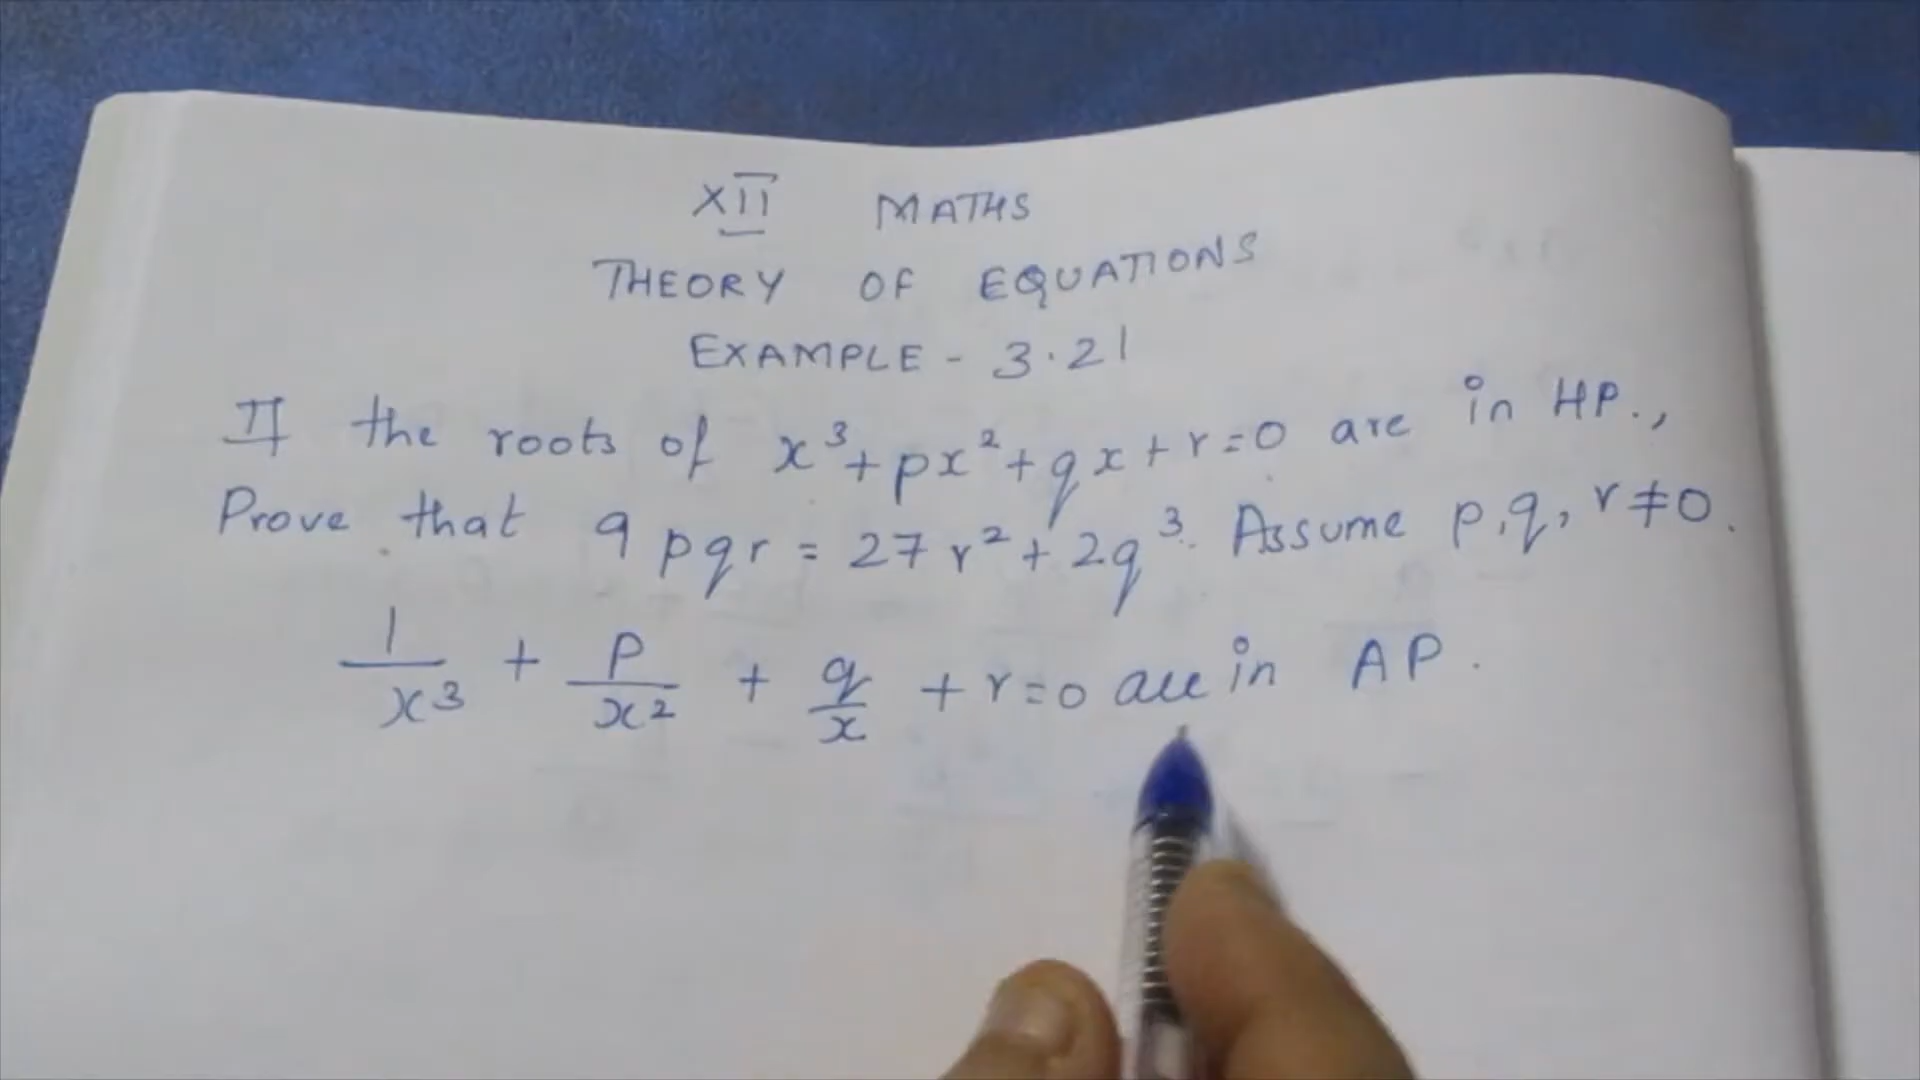 XII MATHS
THEORY OF EQUATIONS
EXAMPLE - 3.21
If the roots of x³+px²+qx+r=0 are in HP.,
Prove that 9pqr = 27r²+2q³. Assume p,q,r≠0.
1/x³ + p/x² + q/x + r=0 are in AP.